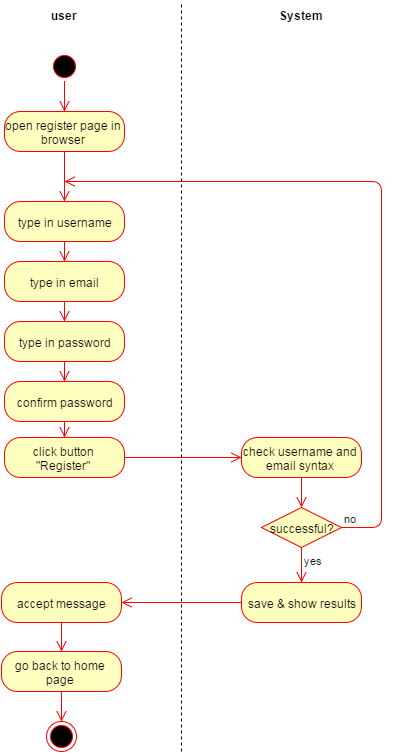 user
System
open register page in
browser
type in username
type in email
type in password
confirm password
click button
"Register"
check username and
email syntax
successful?
no
yes
accept message
save & show results
go back to home
page